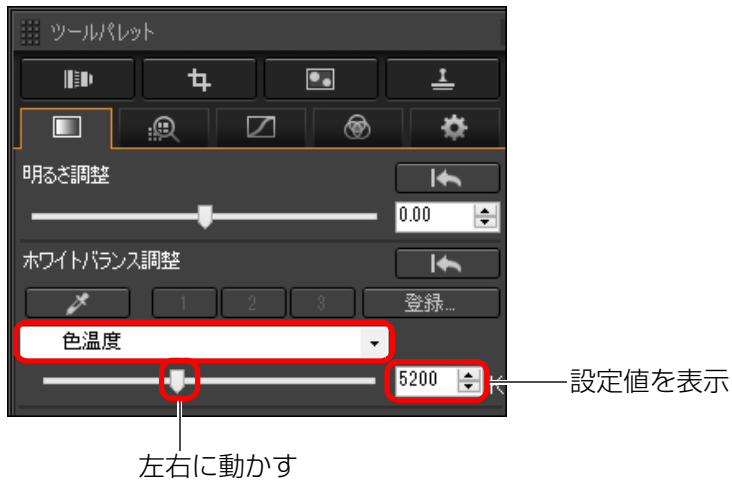 ツールパレット
明るさ調整
0.00
ホワイトバランス調整
1 2 3 登録...
色温度
5200 K
設定値を表示
左右に動かす